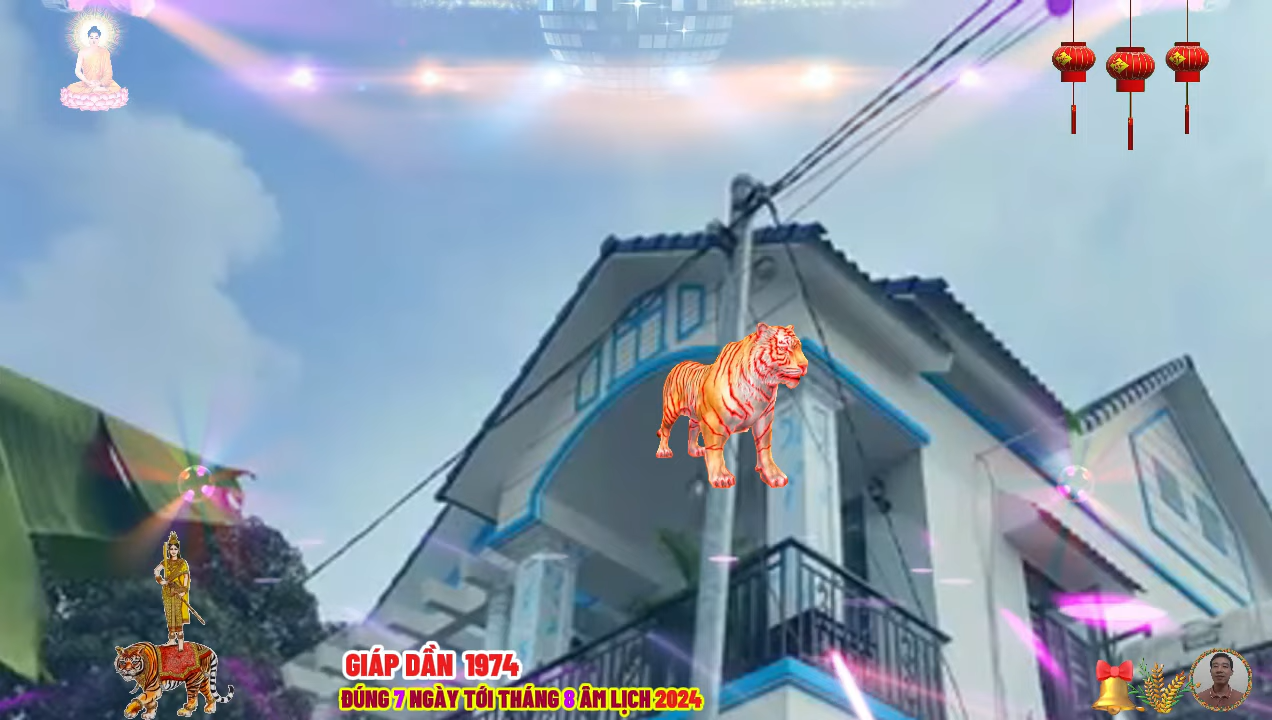 GIÁP DẦN 1974
ĐÚNG 7 NGÀY TỚI THÁNG 8 ÂM LỊCH 2024